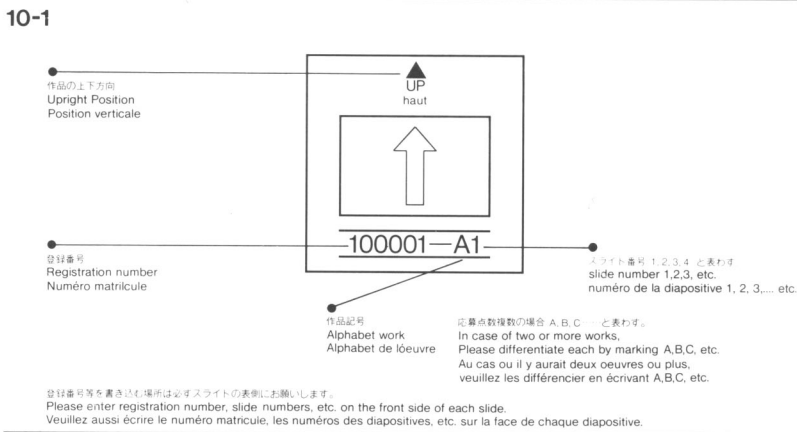 10-1
UP
haut
作品の上下方向
Upright Position
Position verticale
100001—A1
登録番号
Registration number
Numéro matrilcule
スライド番号 1,2,3,4 と表わす
slide number 1,2,3, etc.
numéro de la diapositive 1, 2, 3,.... etc.
作品記号
Alphabet work
Alphabet de lóeuvre
応募点数複数の場合 A,B,C……と表わす。
In case of two or more works,
Please differentiate each by marking A,B,C, etc.
Au cas ou il y aurait deux oeuvres ou plus,
veuillez les différencier en écrivant A,B,C, etc.
登録番号等を書き込む場所は必ずスライドの表側にお願いします。
Please enter registration number, slide numbers, etc. on the front side of each slide.
Veuillez aussi écrire le numéro matricule, les numéros des diapositives, etc. sur la face de chaque diapositive.